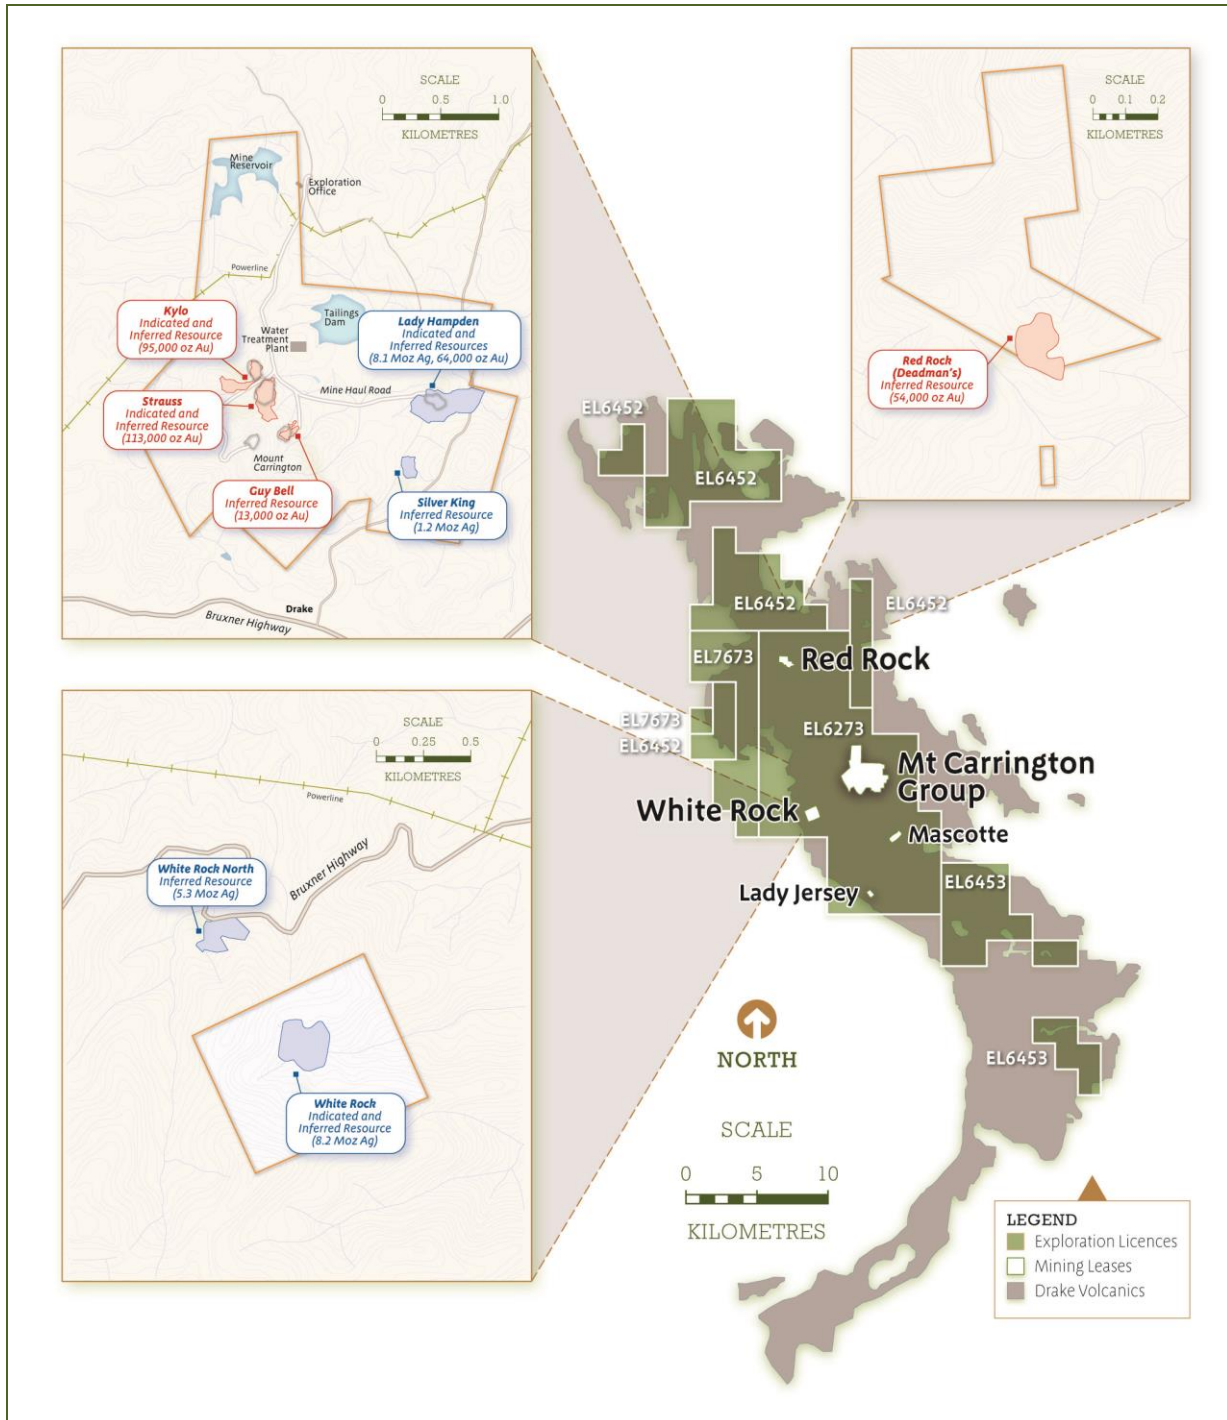 SCALE
0 0.5 1.0
KILOMETRES
Mine
Reservoir
Exploration
Office
Powerline
Kylo
Indicated and
Inferred Resource
(95,000 oz Au)
Tailings
Dam
Water
Treatment
Plant
Lady Hampden
Indicated and
Inferred Resources
(8.1 Moz Ag, 64,000 oz Au)
Mine Haul Road
Strauss
Indicated and
Inferred Resource
(113,000 oz Au)
Mount
Carrington
Guy Bell
Inferred Resource
(13,000 oz Au)
Silver King
Inferred Resource
(1.2 Moz Ag)
Drake
Bruxner Highway
SCALE
0 0.1 0.2
KILOMETRES
Red Rock
(Deadman's)
Inferred Resource
(54,000 oz Au)
SCALE
0 0.25 0.5
KILOMETRES
Powerline
Bruxner Highway
White Rock North
Inferred Resource
(5.3 Moz Ag)
White Rock
Indicated and
Inferred Resource
(8.2 Moz Ag)
EL6452
EL6452
EL6452
EL6452
EL7673
Red Rock
EL7673
EL6452
EL6273
Mt Carrington
Group
White Rock
Mascotte
Lady Jersey
EL6453
EL6453
NORTH
SCALE
0 5 10
KILOMETRES
LEGEND
Exploration Licences
Mining Leases
Drake Volcanics